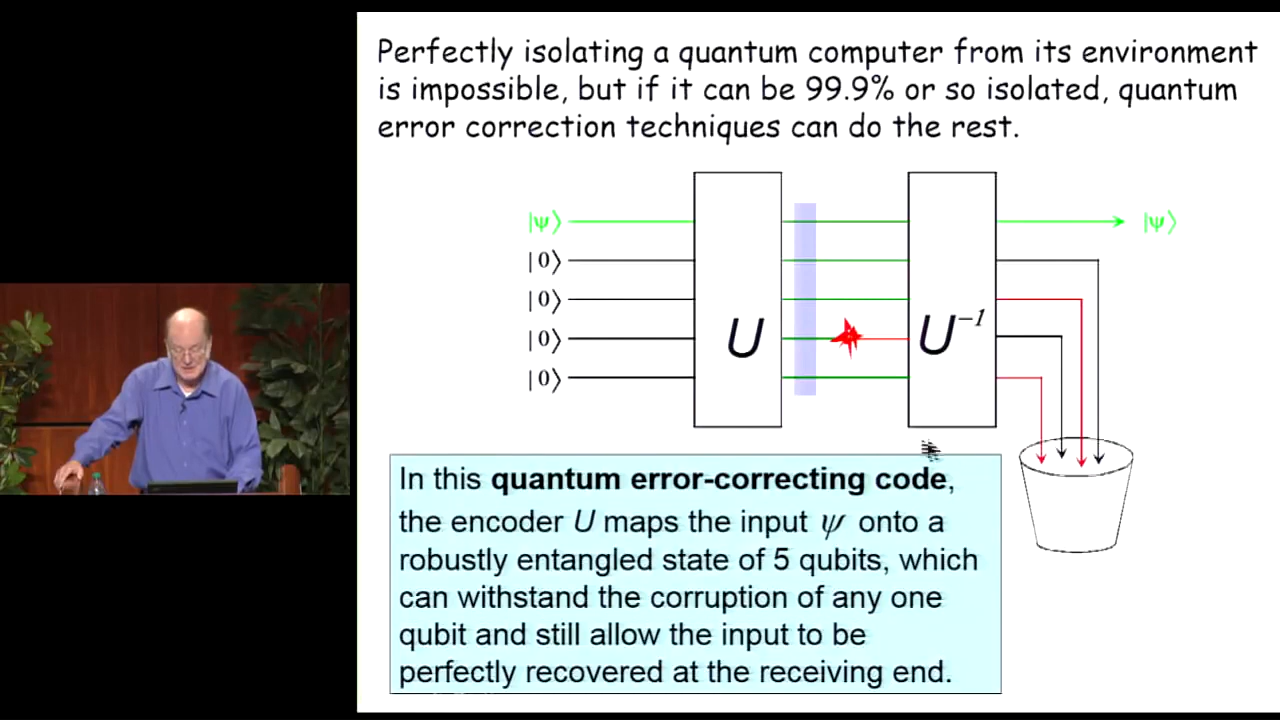 Perfectly isolating a quantum computer from its environment
is impossible, but if it can be 99.9% or so isolated, quantum
error correction techniques can do the rest.
|ψ⟩ |ψ⟩
|0⟩
|0⟩
|0⟩
|0⟩
U U⁻¹
In this quantum error-correcting code,
the encoder U maps the input ψ onto a
robustly entangled state of 5 qubits, which
can withstand the corruption of any one
qubit and still allow the input to be
perfectly recovered at the receiving end.